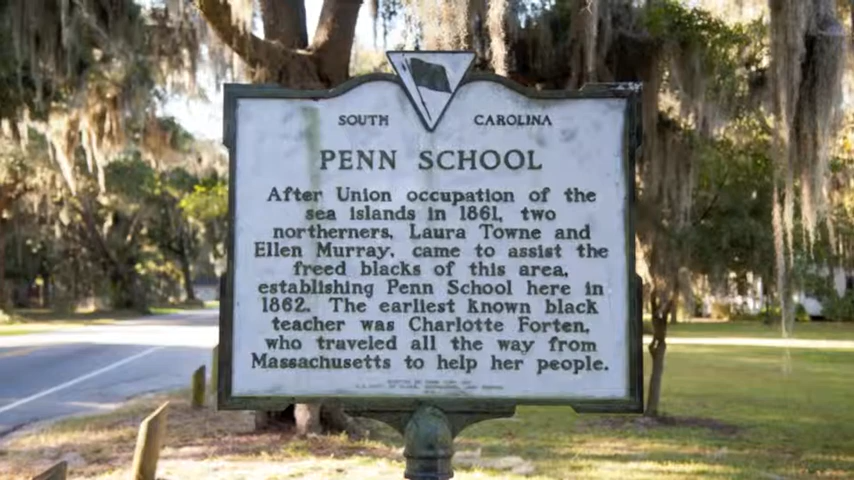 SOUTH CAROLINA
PENN SCHOOL
After Union occupation of the
sea islands in 1861, two
northerners, Laura Towne and
Ellen Murray, came to assist the
freed blacks of this area,
establishing Penn School here in
1862. The earliest known black
teacher was Charlotte Forten,
who traveled all the way from
Massachusetts to help her people.